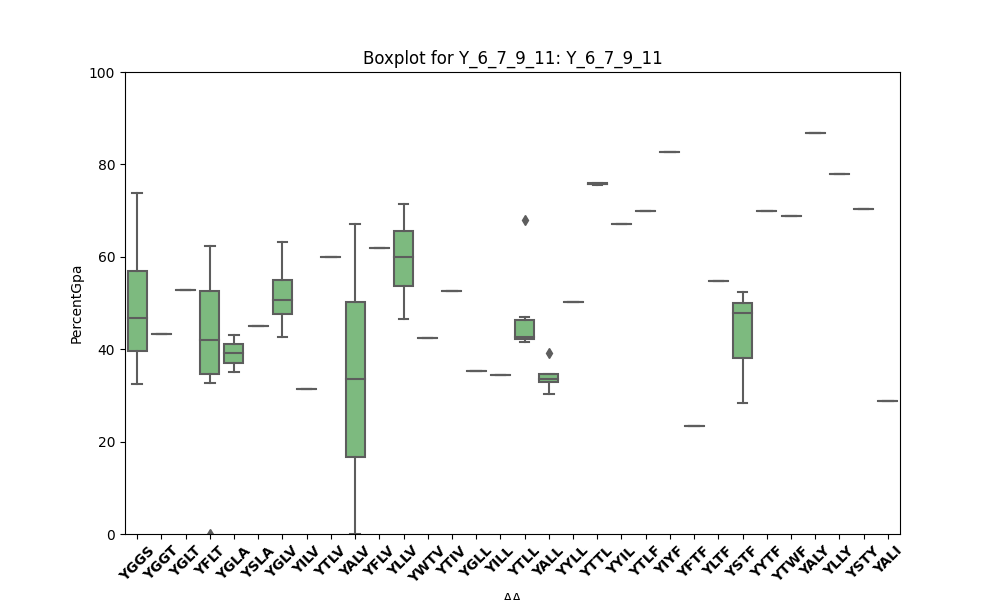 Boxplot for Y_6_7_9_11: Y_6_7_9_11
100
80
60
40
20
0
PercentGpa
YGGS YGGT YGLT YFLT YGLA YSLA YGLV YILV YTLV YALV YFLV YLLV YWTV YTIV YGLL YILL YTLL YALL YYLL YTTL YYIL YTLF YIYF YFTF YLTF YSTF YYTF YTWF YALY YLLY YSTY YALI
AA